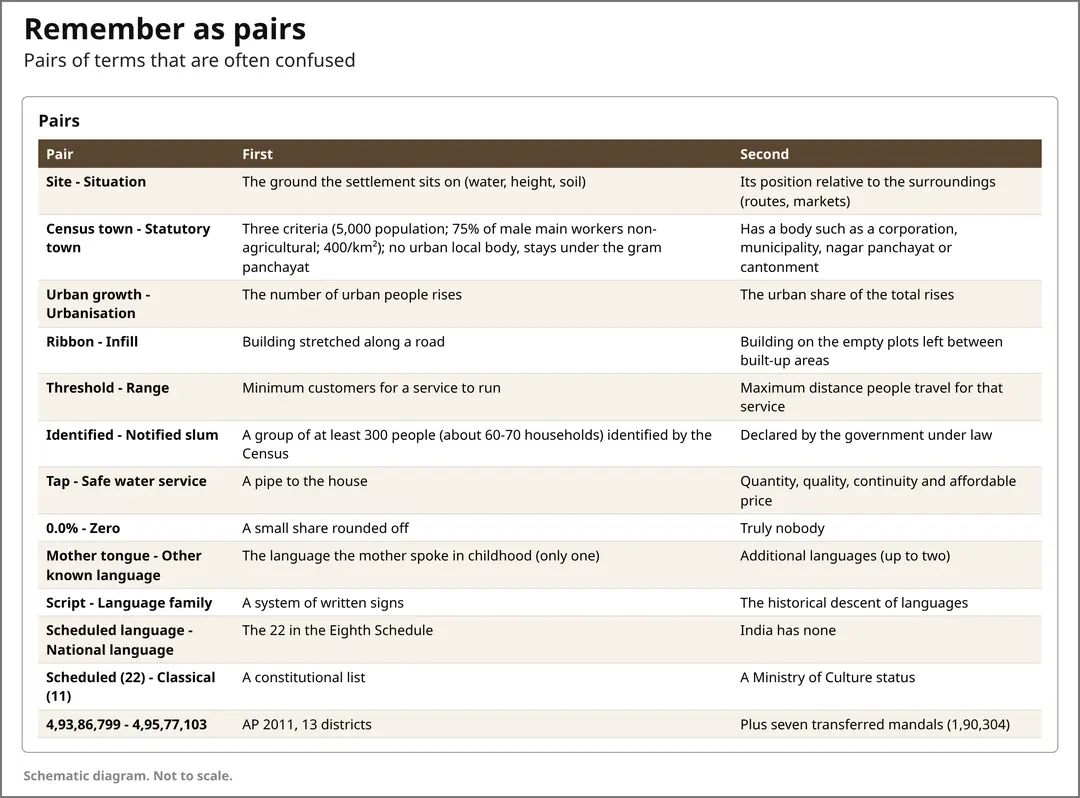 Remember as pairs
Pairs of terms that are often confused
Pairs
Pair First Second
Site - Situation The ground the settlement sits on (water, height, soil) Its position relative to the surroundings
(routes, markets)
Census town - Statutory Three criteria (5,000 population; 75% of male main workers non- Has a body such as a corporation,
town agricultural; 400/km²); no urban local body, stays under the gram municipality, nagar panchayat or
panchayat cantonment
Urban growth - The number of urban people rises The urban share of the total rises
Urbanisation
Ribbon - Infill Building stretched along a road Building on the empty plots left between
built-up areas
Threshold - Range Minimum customers for a service to run Maximum distance people travel for that
service
Identified - Notified slum A group of at least 300 people (about 60-70 households) identified by the Declared by the government under law
Census
Tap - Safe water service A pipe to the house Quantity, quality, continuity and affordable
price
0.0% - Zero A small share rounded off Truly nobody
Mother tongue - Other The language the mother spoke in childhood (only one) Additional languages (up to two)
known language
Script - Language family A system of written signs The historical descent of languages
Scheduled language - The 22 in the Eighth Schedule India has none
National language
Scheduled (22) - Classical A constitutional list A Ministry of Culture status
(11)
4,93,86,799 - 4,95,77,103 AP 2011, 13 districts Plus seven transferred mandals (1,90,304)
Schematic diagram. Not to scale.